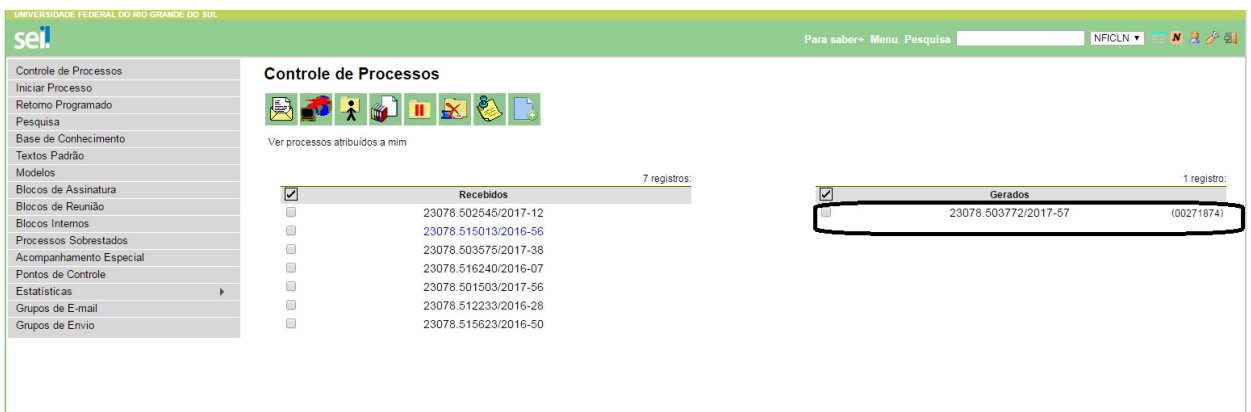 UNIVERSIDADE FEDERAL DO RIO GRANDE DO SUL
sei!
Para saber+ Menu Pesquisa NFICLN
N
Controle de Processos
Iniciar Processo
Retorno Programado
Pesquisa
Base de Conhecimento
Textos Padrão
Modelos
Blocos de Assinatura
Blocos de Reunião
Blocos Internos
Processos Sobrestados
Acompanhamento Especial
Pontos de Controle
Estatísticas
Grupos de E-mail
Grupos de Envio
Controle de Processos
Ver processos atribuídos a mim
7 registros:
Recebidos
23078.502545/2017-12
23078.515013/2016-56
23078.503575/2017-38
23078.516240/2016-07
23078.501503/2017-56
23078.512233/2016-28
23078.515623/2016-50
1 registro:
Gerados
23078.503772/2017-57 (00271874)